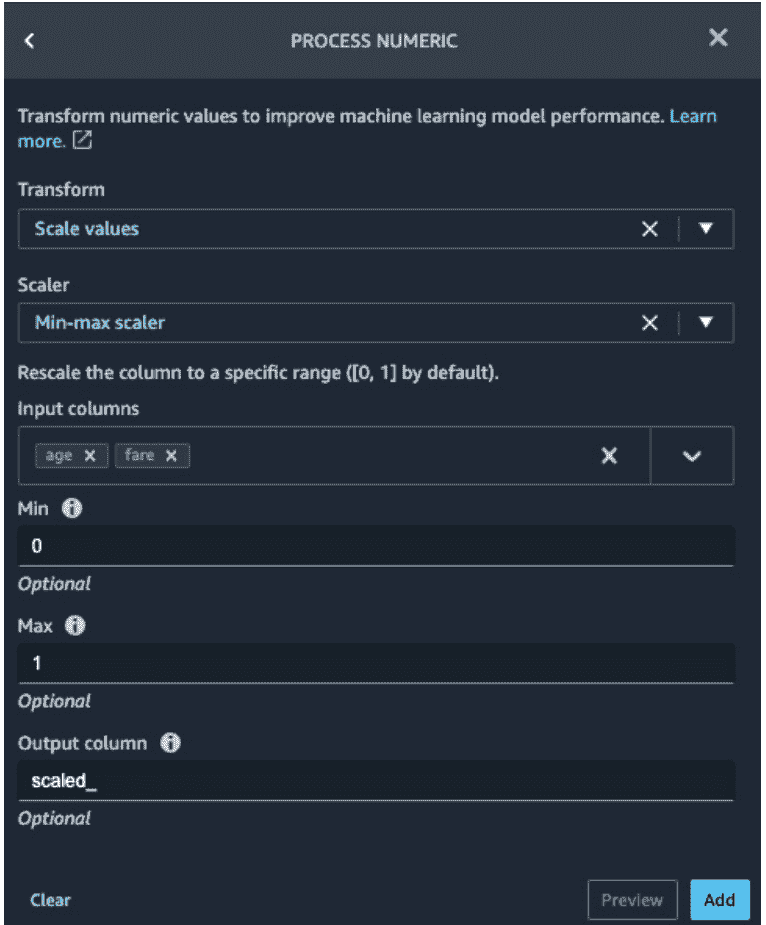 PROCESS NUMERIC
Transform numeric values to improve machine learning model performance. Learn
more.
Transform
Scale values
Scaler
Min-max scaler
Rescale the column to a specific range ([0, 1] by default).
Input columns
age fare
Min
0
Optional
Max
1
Optional
Output column
scaled_
Optional
Clear Preview Add